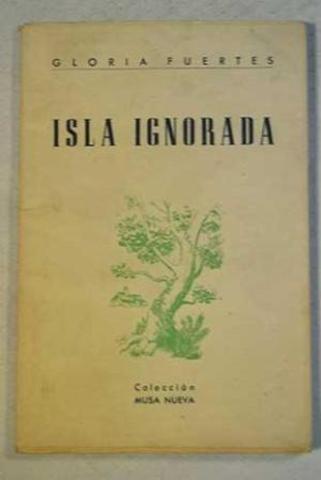 GLORIA FUERTES
ISLA IGNORADA
Colección
MUSA NUEVA